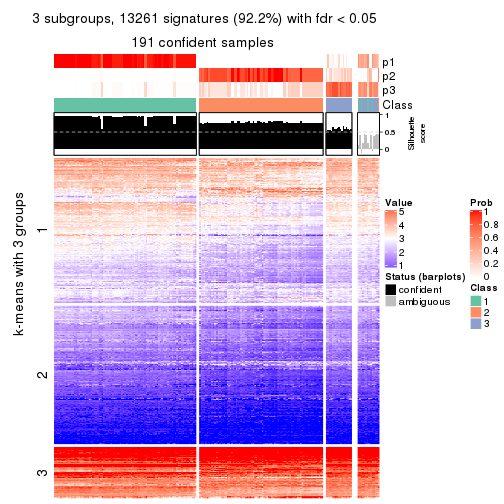 3 subgroups, 13261 signatures (92.2%) with fdr < 0.05
191 confident samples
p1
p2
p3
Class
1
0.5
0
Silhouette
score
k-means with 3 groups
1
2
3
Value
5
4
3
2
1
Status (barplots)
confident
ambiguous
Prob
1
0.8
0.6
0.4
0.2
0
Class
1
2
3